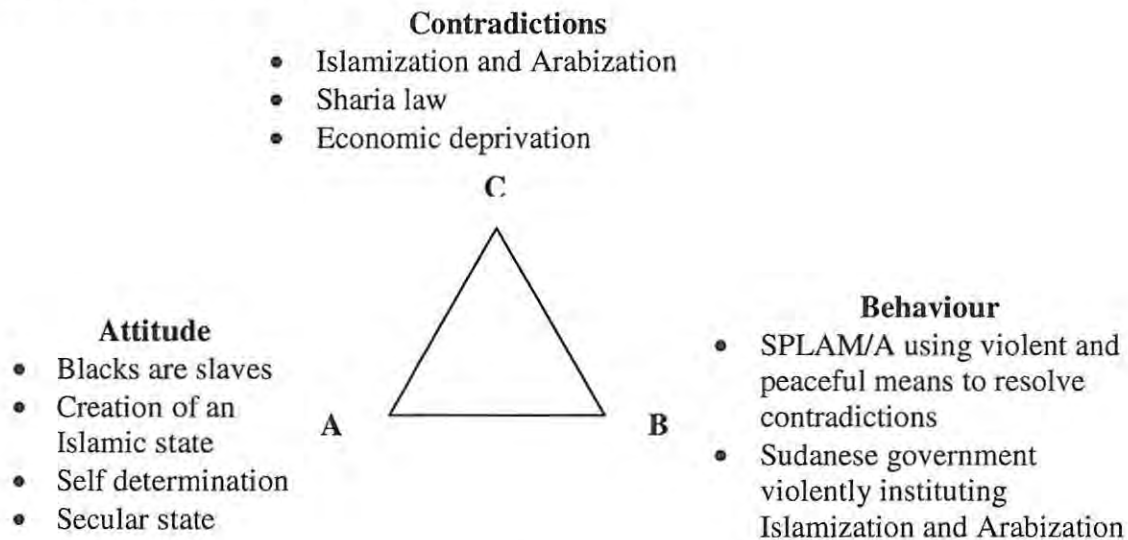 Contradictions
• Islamization and Arabization
• Sharia law
• Economic deprivation
C
Attitude
• Blacks are slaves
• Creation of an
Islamic state
• Self determination
• Secular state
A
B
Behaviour
• SPLAM/A using violent and
peaceful means to resolve
contradictions
• Sudanese government
violently instituting
Islamization and Arabization